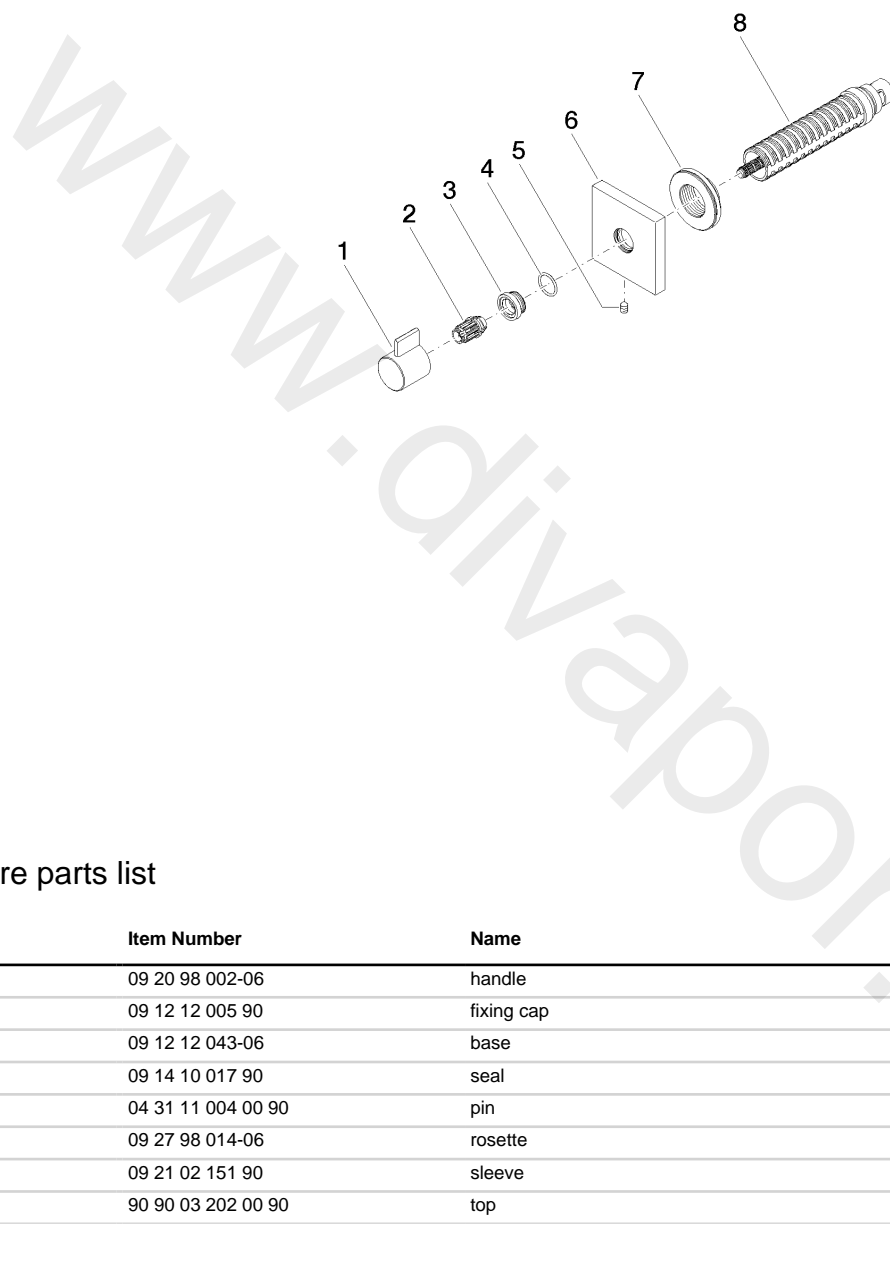 8
7
6
5
4
3
2
1
www.divapor.
re parts list
Item Number Name
09 20 98 002-06 handle
09 12 12 005 90 fixing cap
09 12 12 043-06 base
09 14 10 017 90 seal
04 31 11 004 00 90 pin
09 27 98 014-06 rosette
09 21 02 151 90 sleeve
90 90 03 202 00 90 top